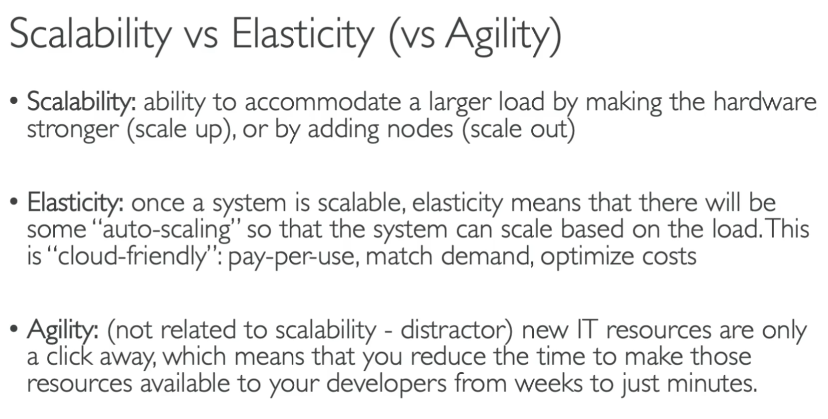 Scalability vs Elasticity (vs Agility)
• Scalability: ability to accommodate a larger load by making the hardware
stronger (scale up), or by adding nodes (scale out)
• Elasticity: once a system is scalable, elasticity means that there will be
some “auto-scaling” so that the system can scale based on the load. This
is “cloud-friendly”: pay-per-use, match demand, optimize costs
• Agility: (not related to scalability - distractor) new IT resources are only
a click away, which means that you reduce the time to make those
resources available to your developers from weeks to just minutes.